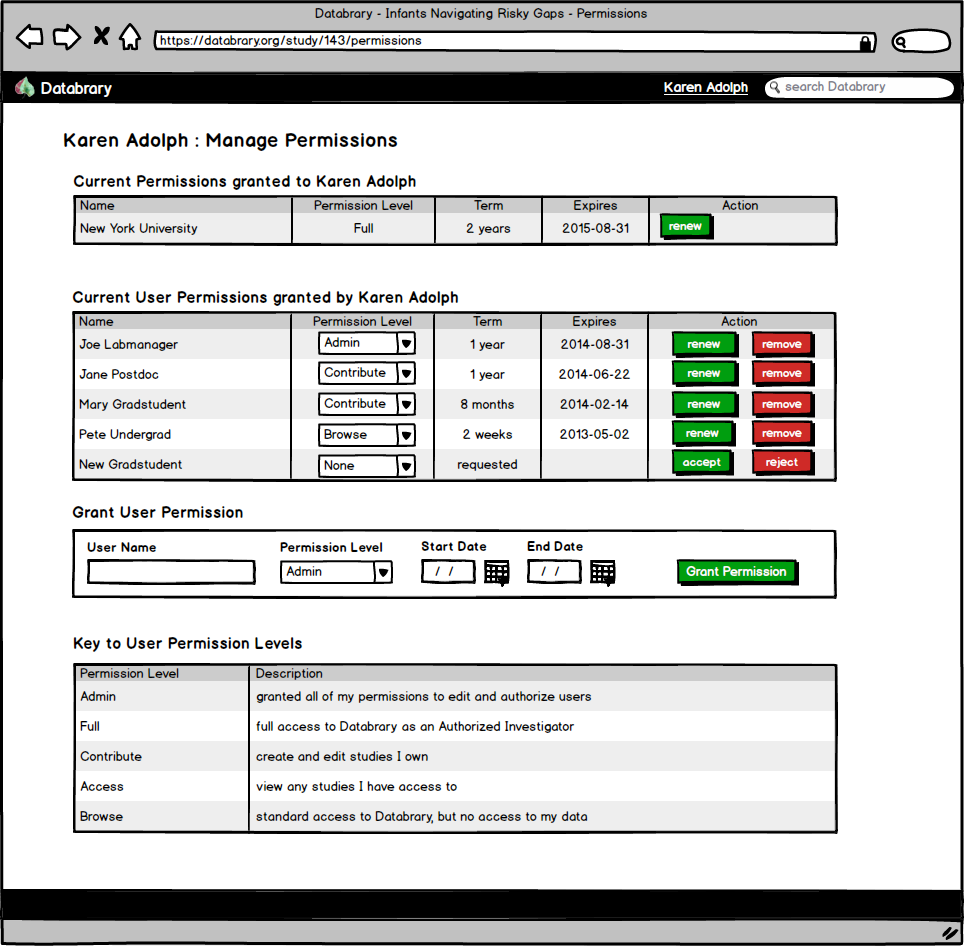 Databrary - Infants Navigating Risky Gaps - Permissions
https://databrary.org/study/143/permissions
Databrary Karen Adolph search Databrary
Karen Adolph : Manage Permissions
Current Permissions granted to Karen Adolph
Name Permission Level Term Expires Action
New York University Full 2 years 2015-08-31 renew
Current User Permissions granted by Karen Adolph
Name Permission Level Term Expires Action
Joe Labmanager Admin 1 year 2014-08-31 renew remove
Jane Postdoc Contribute 1 year 2014-06-22 renew remove
Mary Gradstudent Contribute 8 months 2014-02-14 renew remove
Pete Undergrad Browse 2 weeks 2013-05-02 renew remove
New Gradstudent None requested accept reject
Grant User Permission
User Name Permission Level Start Date End Date
Admin / / / / Grant Permission
Key to User Permission Levels
Permission Level Description
Admin granted all of my permissions to edit and authorize users
Full full access to Databrary as an Authorized Investigator
Contribute create and edit studies I own
Access view any studies I have access to
Browse standard access to Databrary, but no access to my data